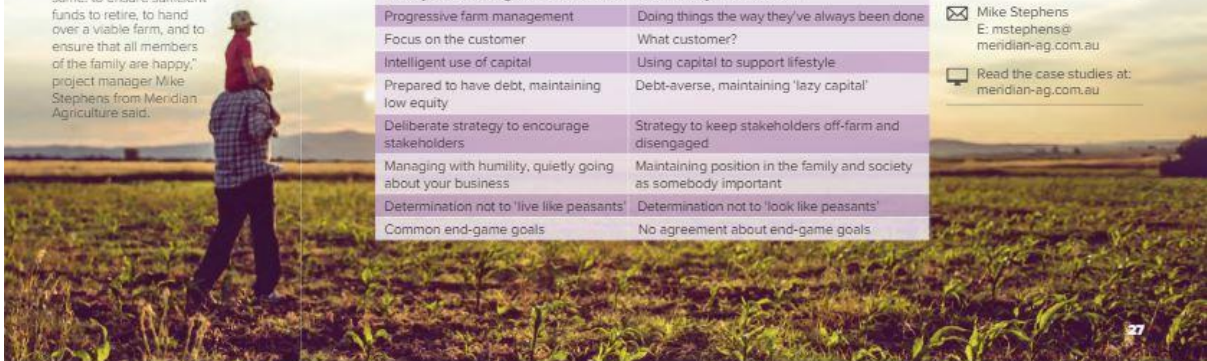 funds to retire, to hand
over a viable farm, and to
ensure that all members
of the family are happy,"
project manager Mike
Stephens from Meridian
Agriculture said.
Progressive farm management Doing things the way they've always been done
Focus on the customer What customer?
Intelligent use of capital Using capital to support lifestyle
Prepared to have debt, maintaining Debt-averse, maintaining 'lazy capital'
low equity
Deliberate strategy to encourage Strategy to keep stakeholders off-farm and
stakeholders disengaged
Managing with humility, quietly going Maintaining position in the family and society
about your business as somebody important
Determination not to 'live like peasants' Determination not to 'look like peasants'
Common end-game goals No agreement about end-game goals
Mike Stephens
E: mstephens@
meridian-ag.com.au
Read the case studies at:
meridian-ag.com.au
27